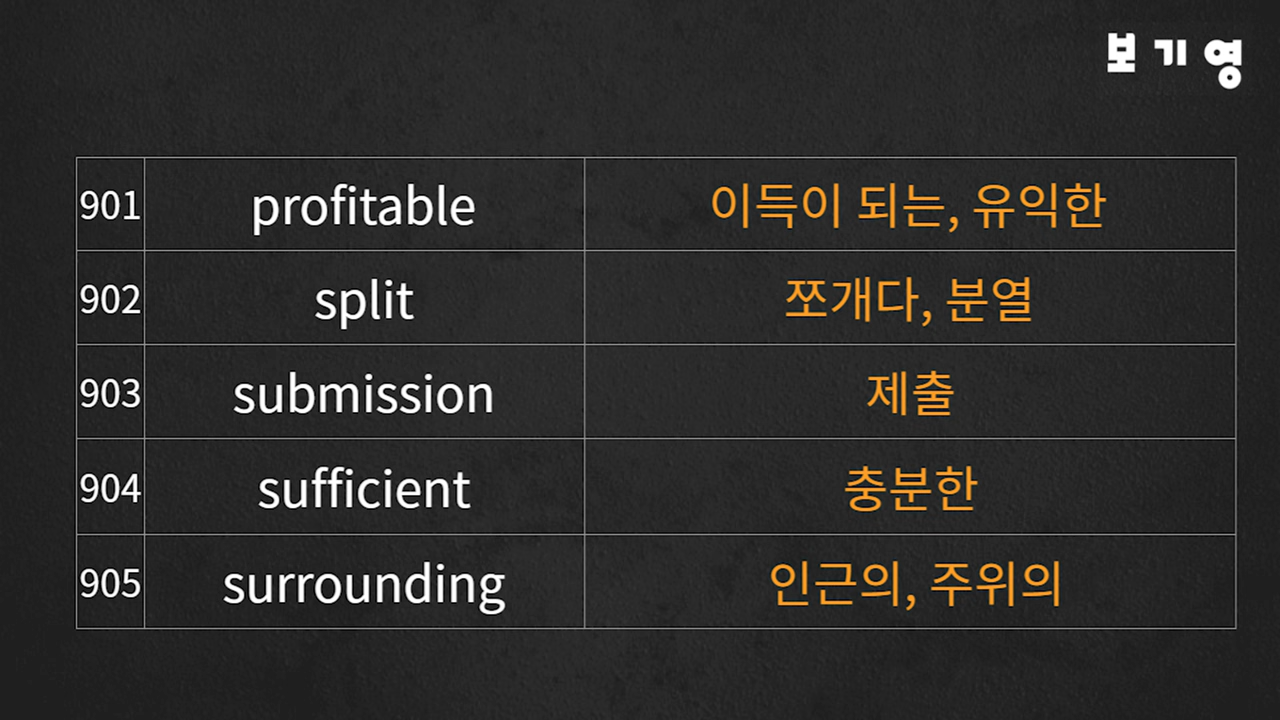 보기영
901 profitable 이득이 되는, 유익한
902 split 쪼개다, 분열
903 submission 제출
904 sufficient 충분한
905 surrounding 인근의, 주위의